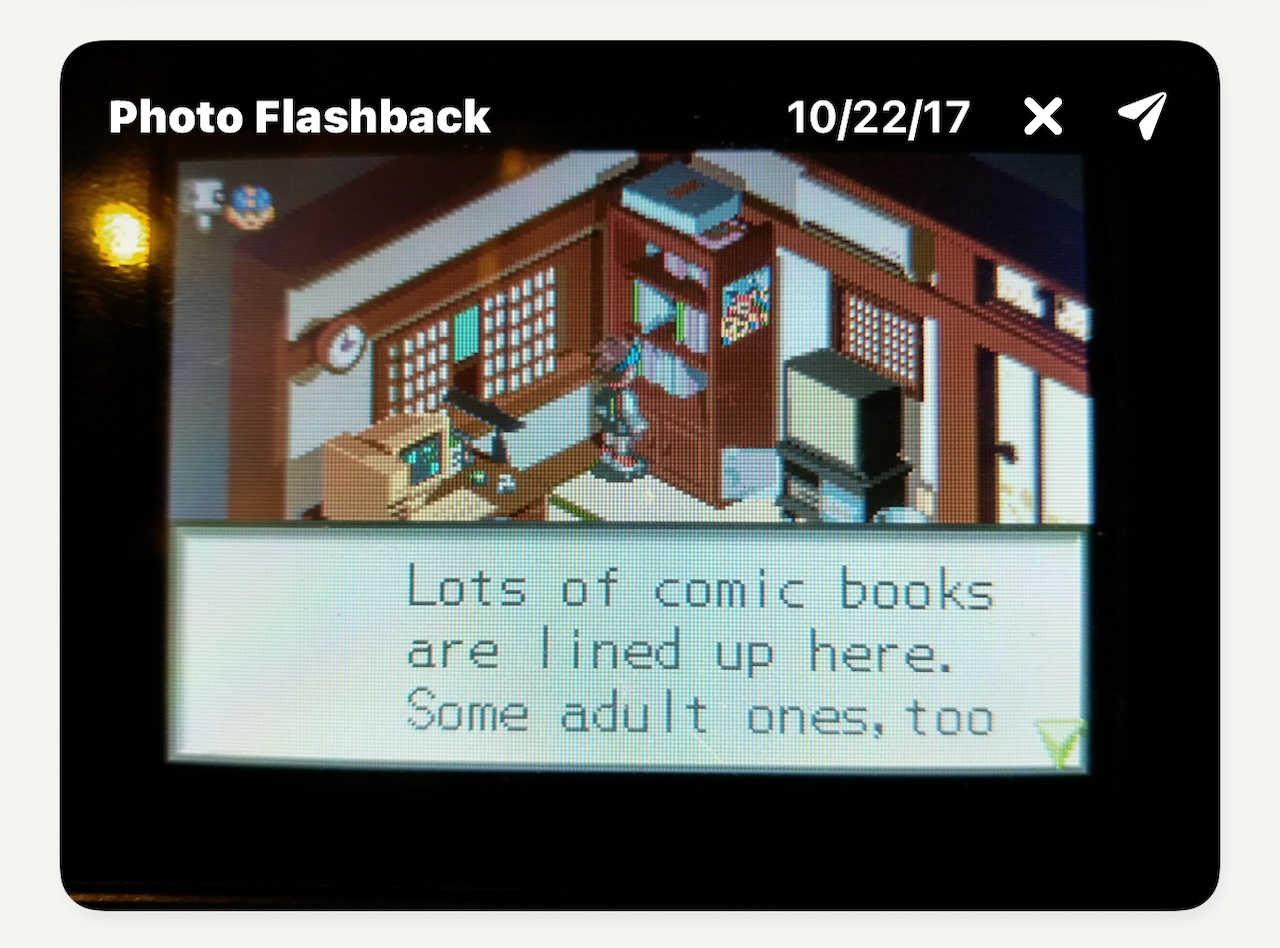 Photo Flashback 10/22/17
Lots of comic books
are lined up here.
Some adult ones, too